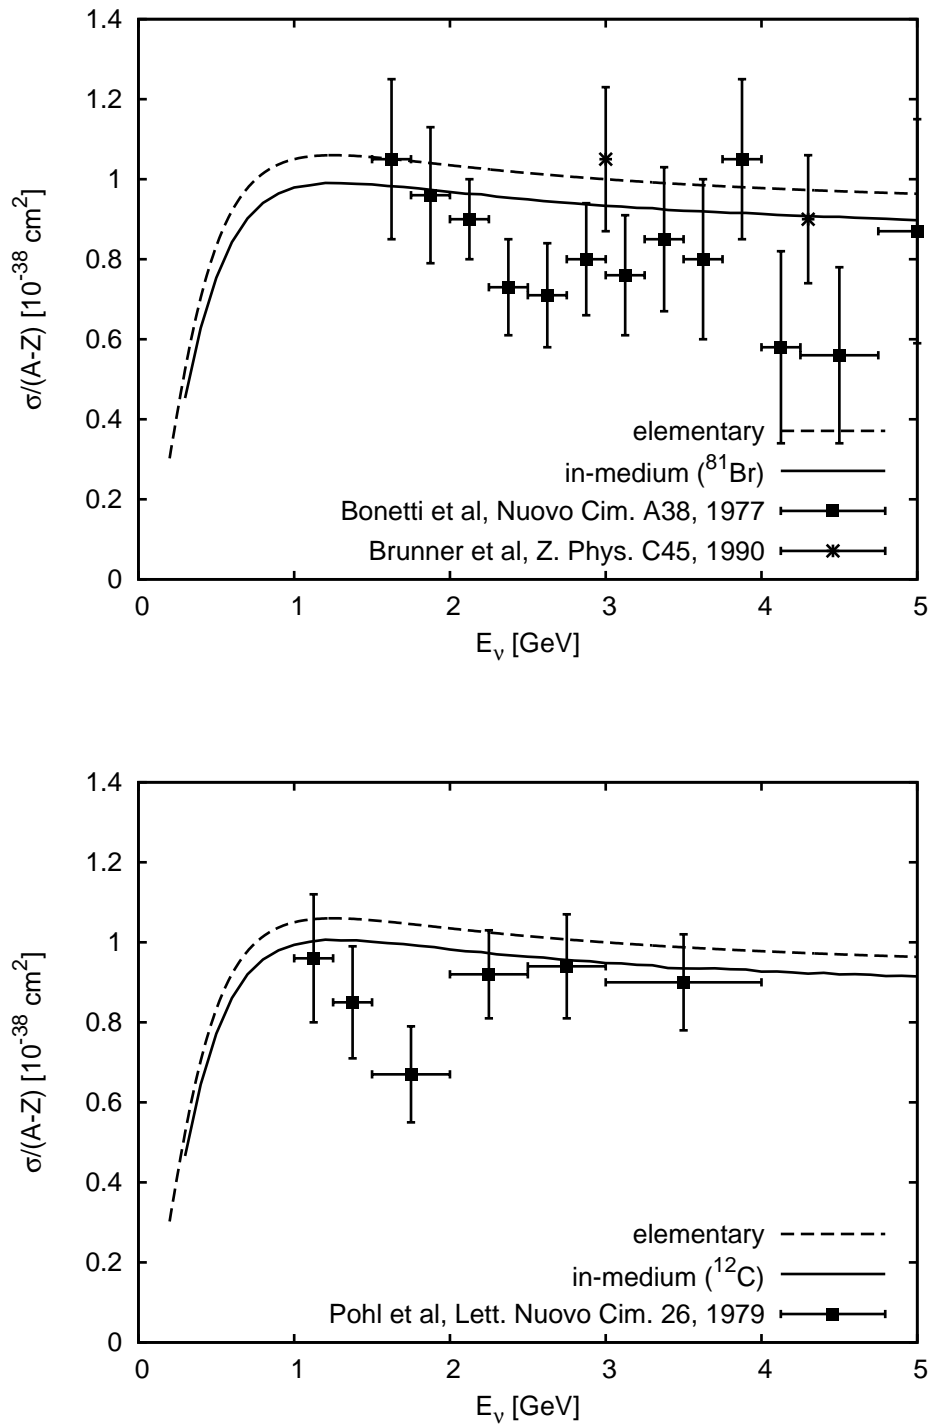 1.4
1.2
1
0.8
0.6
0.4
0.2
0
σ/(A-Z) [10⁻³⁸ cm²]
elementary
in-medium (⁸¹Br)
Bonetti et al, Nuovo Cim. A38, 1977
Brunner et al, Z. Phys. C45, 1990
0 1 2 3 4 5
Eᵥ [GeV]
1.4
1.2
1
0.8
0.6
0.4
0.2
0
σ/(A-Z) [10⁻³⁸ cm²]
elementary
in-medium (¹²C)
Pohl et al, Lett. Nuovo Cim. 26, 1979
0 1 2 3 4 5
Eᵥ [GeV]